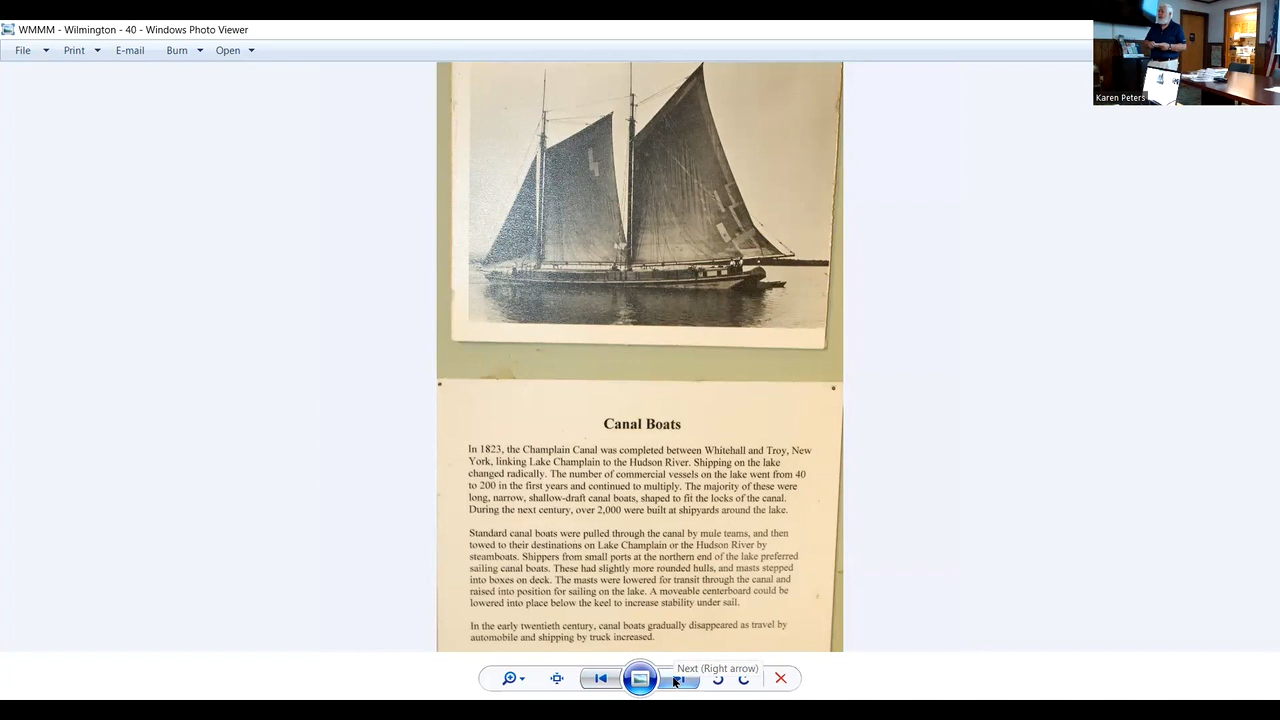 WMMM - Wilmington - 40 - Windows Photo Viewer
File Print E-mail Burn Open
Karen Peters
Canal Boats
In 1823, the Champlain Canal was completed between Whitehall and Troy, New
York, linking Lake Champlain to the Hudson River. Shipping on the lake
changed radically. The number of commercial vessels on the lake went from 40
to 200 in the first years and continued to multiply. The majority of these were
long, narrow, shallow-draft canal boats, shaped to fit the locks of the canal.
During the next century, over 2,000 were built at shipyards around the lake.
Standard canal boats were pulled through the canal by mule teams, and then
towed to their destinations on Lake Champlain or the Hudson River by
steamboats. Shippers from small ports at the northern end of the lake preferred
sailing canal boats. These had slightly more rounded hulls, and masts stepped
into boxes on deck. The masts were lowered for transit through the canal and
raised into position for sailing on the lake. A moveable centerboard could be
lowered into place below the keel to increase stability under sail.
In the early twentieth century, canal boats gradually disappeared as travel by
automobile and shipping by truck increased.
Next (Right arrow)